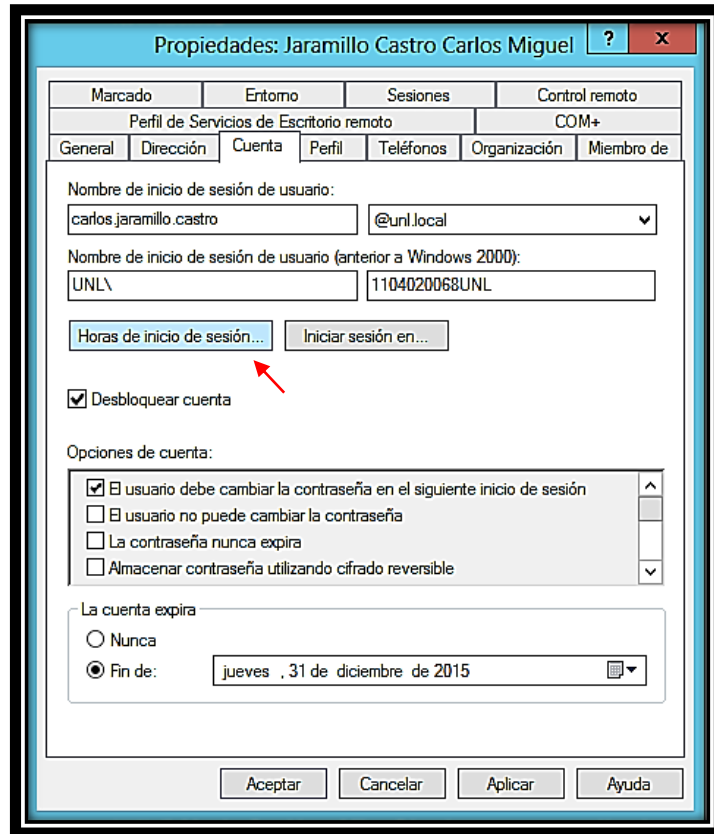 Propiedades: Jaramillo Castro Carlos Miguel ? x
Marcado Entorno Sesiones Control remoto
Perfil de Servicios de Escritorio remoto COM+
General Dirección Cuenta Perfil Teléfonos Organización Miembro de
Nombre de inicio de sesión de usuario:
carlos.jaramillo.castro @unl.local
Nombre de inicio de sesión de usuario (anterior a Windows 2000):
UNL\ 1104020068UNL
Horas de inicio de sesión... Iniciar sesión en...
Desbloquear cuenta
Opciones de cuenta:
El usuario debe cambiar la contraseña en el siguiente inicio de sesión
El usuario no puede cambiar la contraseña
La contraseña nunca expira
Almacenar contraseña utilizando cifrado reversible
La cuenta expira
Nunca
Fin de: jueves , 31 de diciembre de 2015
Aceptar Cancelar Aplicar Ayuda